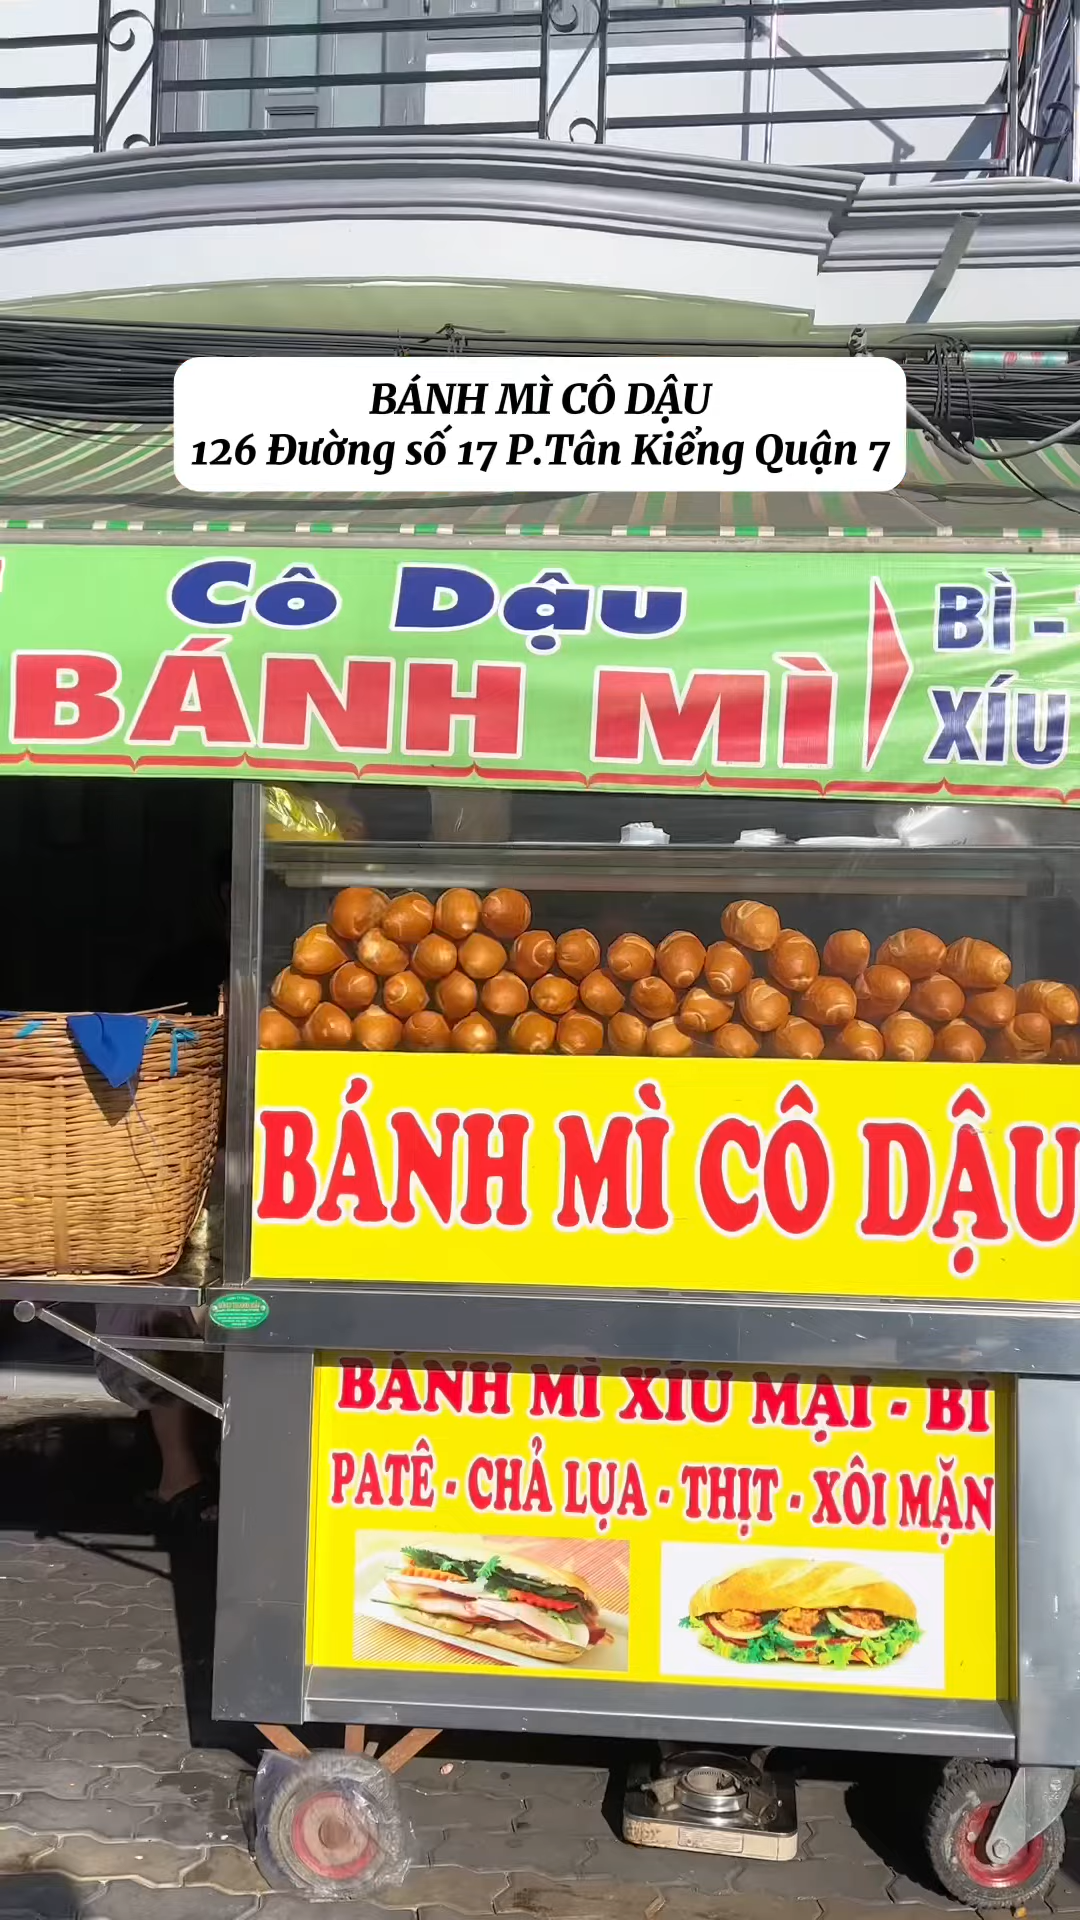 BÁNH MÌ CÔ DẬU
126 Đường số 17 P.Tân Kiểng Quận 7
Cô Dậu
BÁNH MÌ
BÌ -
XÍU
BÁNH MÌ CÔ DẬU
BÁNH MÌ XÍU MẠI - BÌ
PATÊ - CHẢ LỤA - THỊT - XÔI MẶN